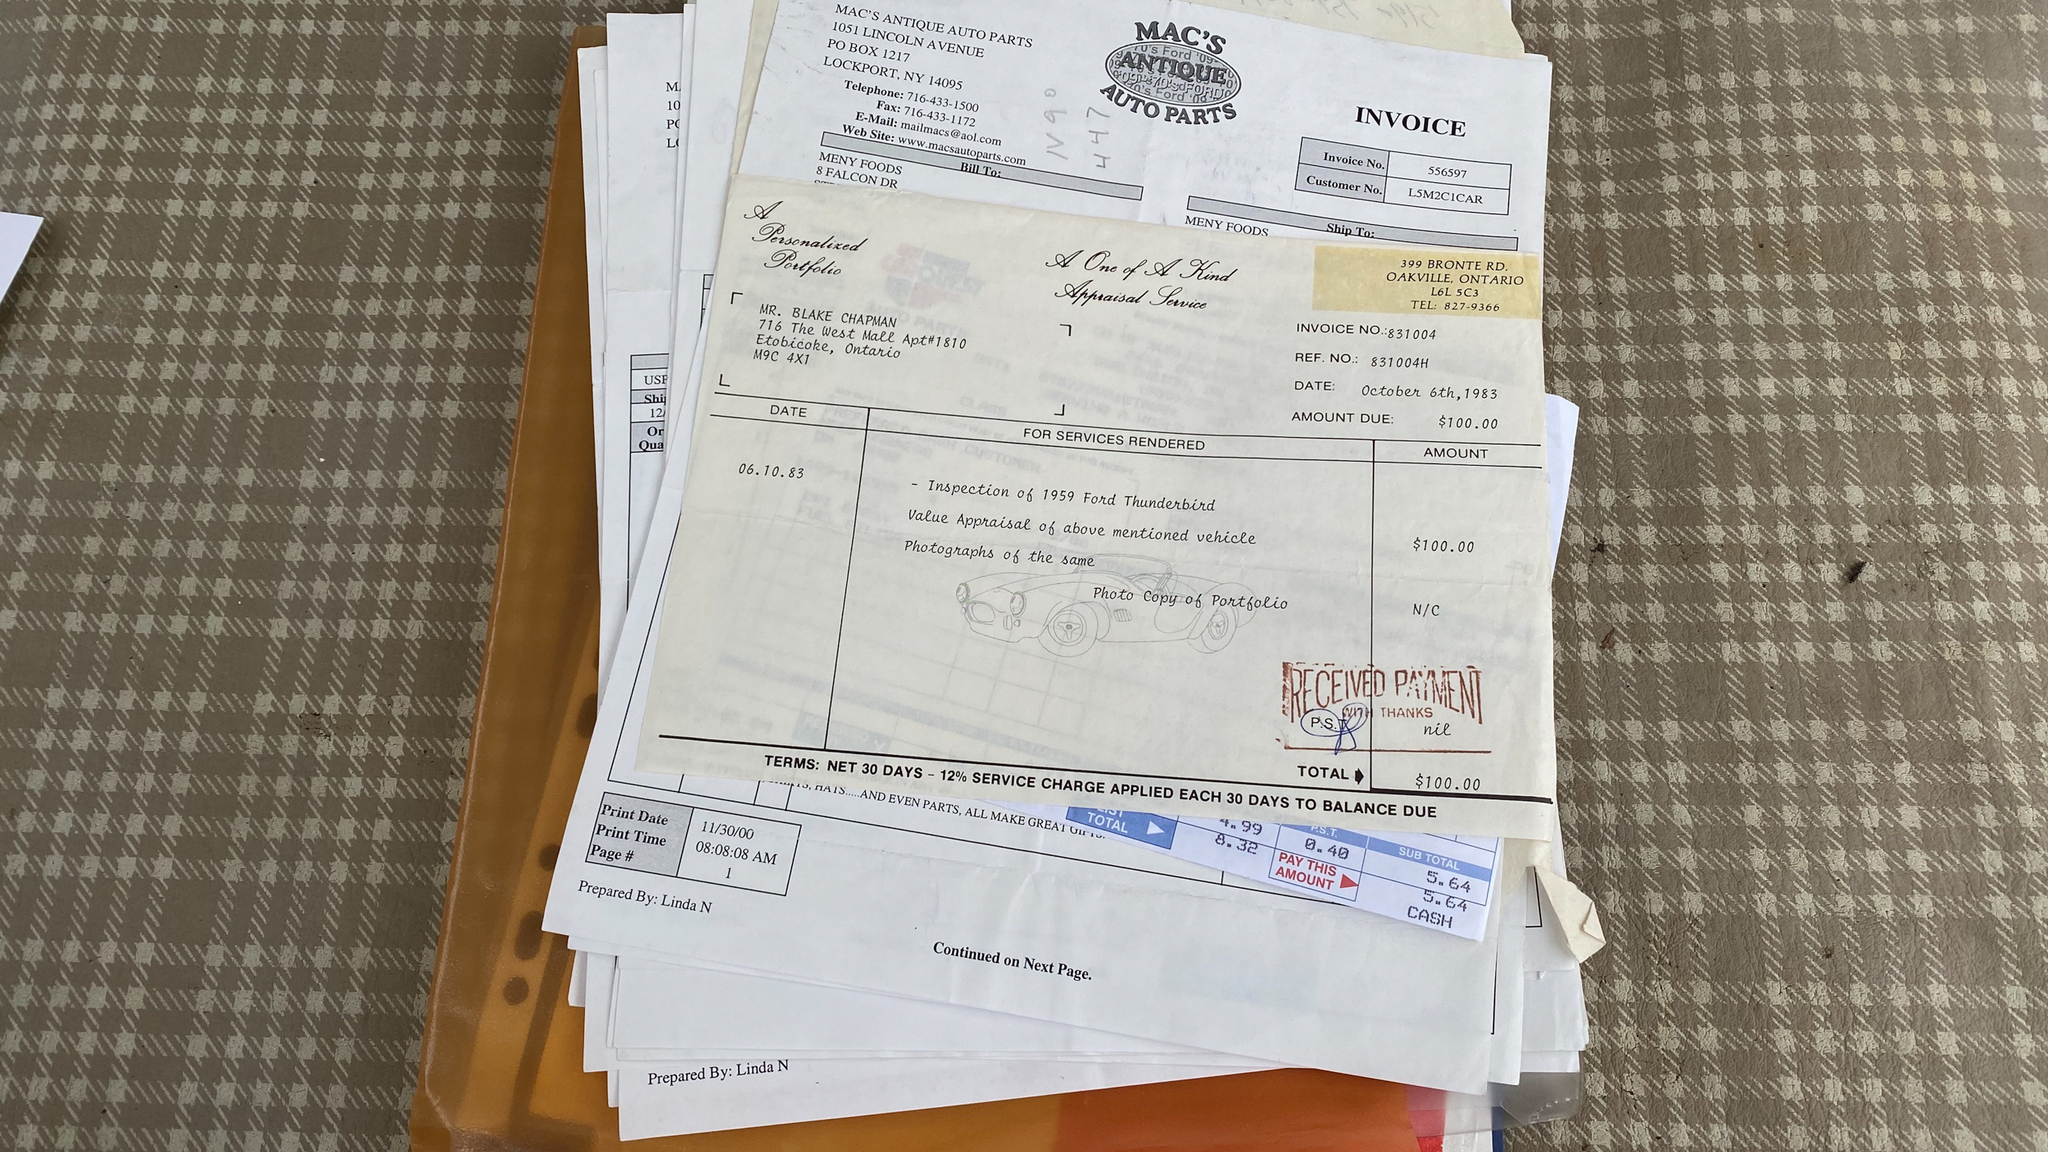 MAC'S ANTIQUE AUTO PARTS
1051 LINCOLN AVENUE
PO BOX 1217
LOCKPORT, NY 14095
Telephone: 716-433-1500
Fax: 716-433-1172
E-Mail: mailmacs@aol.com
Web Site: www.macsautoparts.com
MAC'S
ANTIQUE
AUTO PARTS
447
INVOICE
Invoice No. 556597
Customer No. L5M2C1CAR
Bill To:
MENY FOODS
8 FALCON DR
Ship To:
MENY FOODS
A
Personalized
Portfolio
A One of A Kind
Appraisal Service
399 BRONTE RD.
OAKVILLE, ONTARIO
L6L 5C3
TEL: 827-9366
MR. BLAKE CHAPMAN
716 The West Mall Apt#1810
Etobicoke, Ontario
M9C 4X1
INVOICE NO.: 831004
REF. NO.: 831004H
DATE: October 6th, 1983
AMOUNT DUE: $100.00
DATE FOR SERVICES RENDERED AMOUNT
06.10.83
- Inspection of 1959 Ford Thunderbird
Value Appraisal of above mentioned vehicle $100.00
Photographs of the same
Photo Copy of Portfolio N/C
RECEIVED PAYMENT
WITH THANKS
P.S.T. nil
TOTAL $100.00
TERMS: NET 30 DAYS - 12% SERVICE CHARGE APPLIED EACH 30 DAYS TO BALANCE DUE
HATS.....AND EVEN PARTS, ALL MAKE GREAT GIFTS.
TOTAL
4.99
8.32
P.S.T.
0.40
SUB TOTAL
5.64
PAY THIS
AMOUNT
5.64
CASH
Print Date 11/30/00
Print Time 08:08:08 AM
Page # 1
Prepared By: Linda N
Continued on Next Page.
Prepared By: Linda N